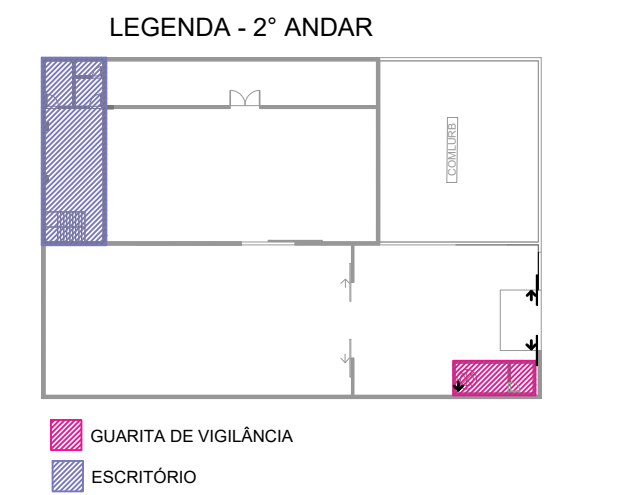 LEGENDA - 2° ANDAR
COMLURB
GUARITA DE VIGILÂNCIA
ESCRITÓRIO